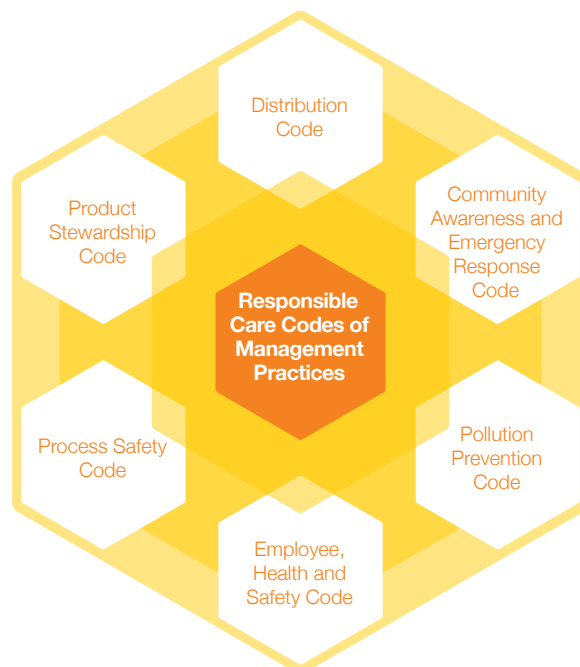 Distribution
Code
Product
Stewardship
Code
Community
Awareness and
Emergency
Response
Code
Responsible
Care Codes of
Management
Practices
Process Safety
Code
Pollution
Prevention
Code
Employee,
Health and
Safety Code